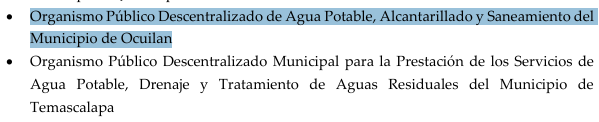 • Organismo Público Descentralizado de Agua Potable, Alcantarillado y Saneamiento del
Municipio de Ocuilan
• Organismo Público Descentralizado Municipal para la Prestación de los Servicios de
Agua Potable, Drenaje y Tratamiento de Aguas Residuales del Municipio de
Temascalapa